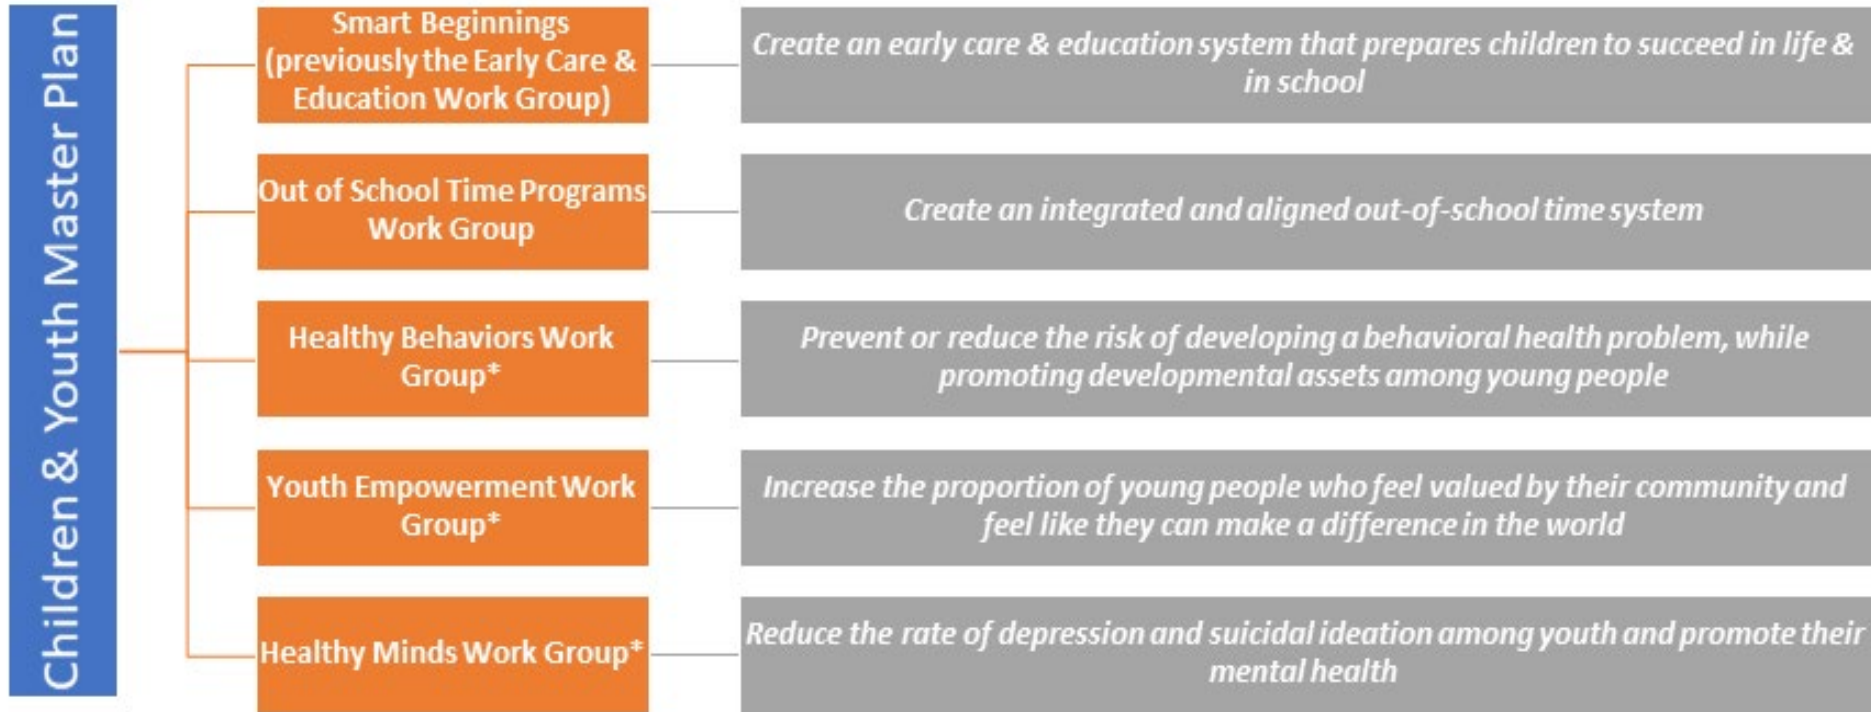 Children & Youth Master Plan
Smart Beginnings
(previously the Early Care &
Education Work Group)
Create an early care & education system that prepares children to succeed in life &
in school
Out of School Time Programs
Work Group
Create an integrated and aligned out-of-school time system
Healthy Behaviors Work
Group*
Prevent or reduce the risk of developing a behavioral health problem, while
promoting developmental assets among young people
Youth Empowerment Work
Group*
Increase the proportion of young people who feel valued by their community and
feel like they can make a difference in the world
Healthy Minds Work Group*
Reduce the rate of depression and suicidal ideation among youth and promote their
mental health